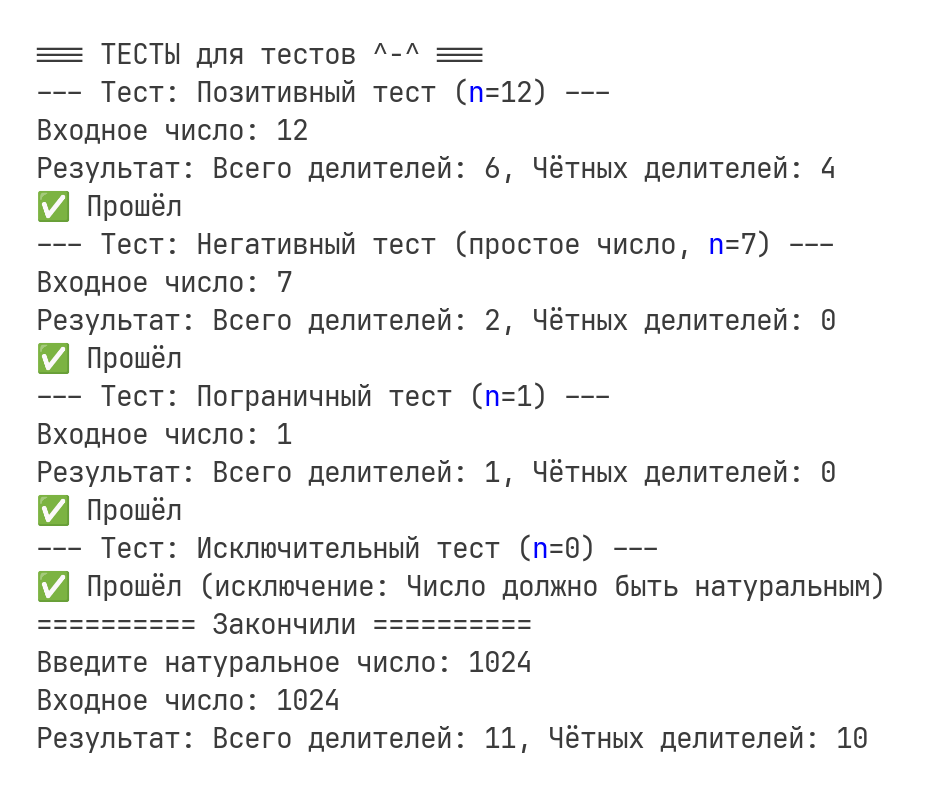 === ТЕСТЫ для тестов ^-^ ===
--- Тест: Позитивный тест (n=12) ---
Входное число: 12
Результат: Всего делителей: 6, Чётных делителей: 4
✅ Прошёл
--- Тест: Негативный тест (простое число, n=7) ---
Входное число: 7
Результат: Всего делителей: 2, Чётных делителей: 0
✅ Прошёл
--- Тест: Пограничный тест (n=1) ---
Входное число: 1
Результат: Всего делителей: 1, Чётных делителей: 0
✅ Прошёл
--- Тест: Исключительный тест (n=0) ---
✅ Прошёл (исключение: Число должно быть натуральным)
========== Закончили ==========
Введите натуральное число: 1024
Входное число: 1024
Результат: Всего делителей: 11, Чётных делителей: 10